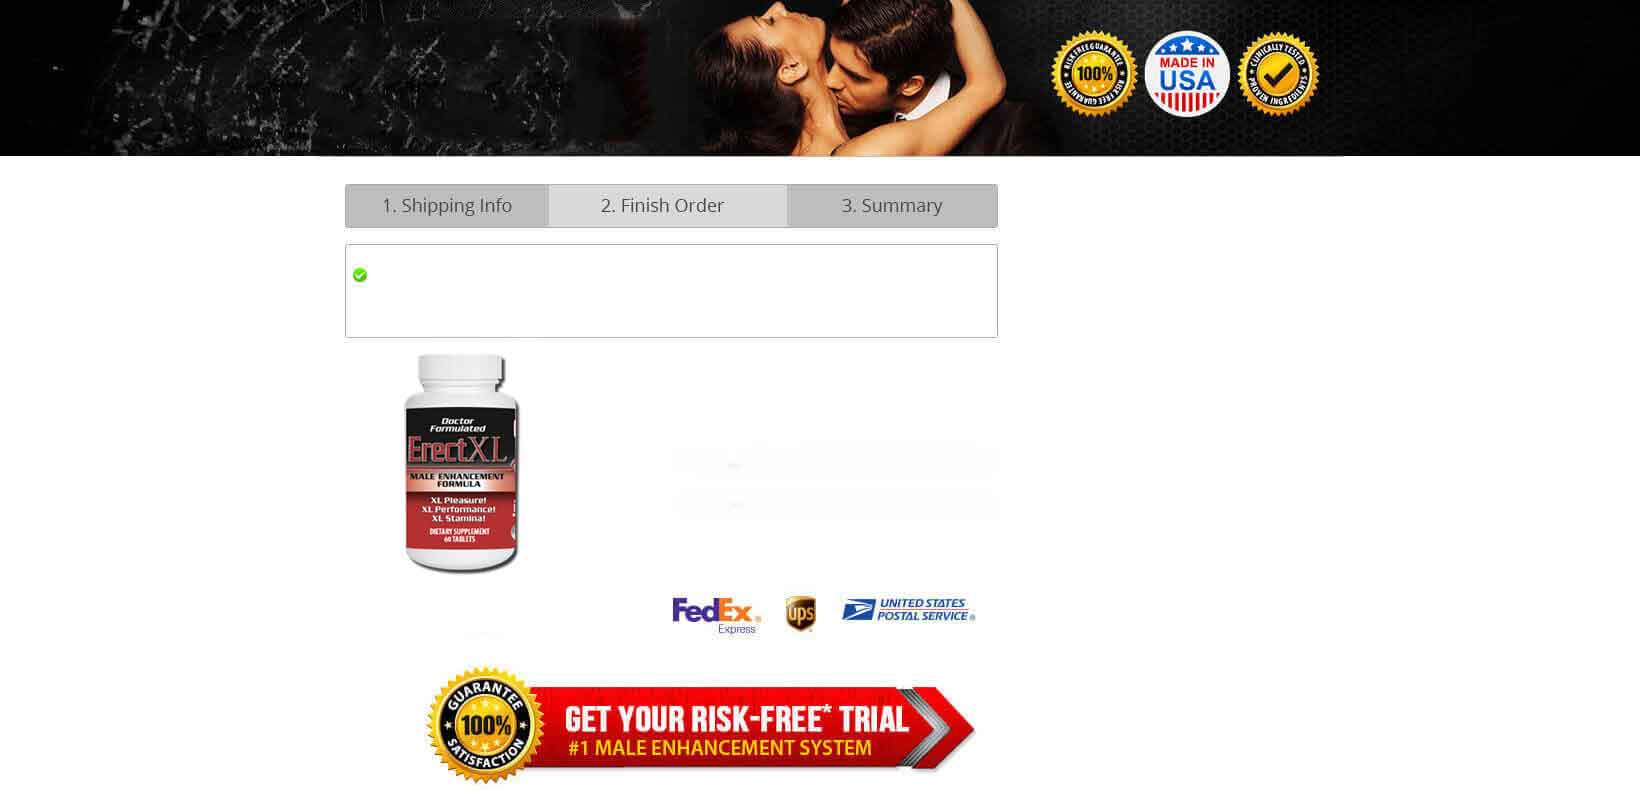 RISK FREE GUARANTEE
100%
RISK FREE GUARANTEE
MADE IN
USA
CLINICALLY TESTED
PROVEN INGREDIENTS
1. Shipping Info
2. Finish Order
3. Summary
Doctor
Formulated
ErectXL
MALE ENHANCEMENT
FORMULA
XL Pleasure!
XL Performance!
XL Stamina!
DIETARY SUPPLEMENT
60 TABLETS
FedEx®
Express
ups
UNITED STATES
POSTAL SERVICE®
GUARANTEE
100%
SATISFACTION
GET YOUR RISK-FREE* TRIAL
#1 MALE ENHANCEMENT SYSTEM